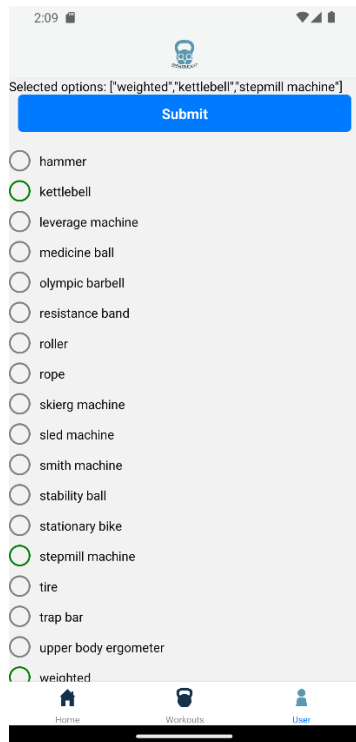 2:09
Selected options: ["weighted","kettlebell","stepmill machine"]
Submit
hammer
kettlebell
leverage machine
medicine ball
olympic barbell
resistance band
roller
rope
skierg machine
sled machine
smith machine
stability ball
stationary bike
stepmill machine
tire
trap bar
upper body ergometer
weighted
Home Workouts User